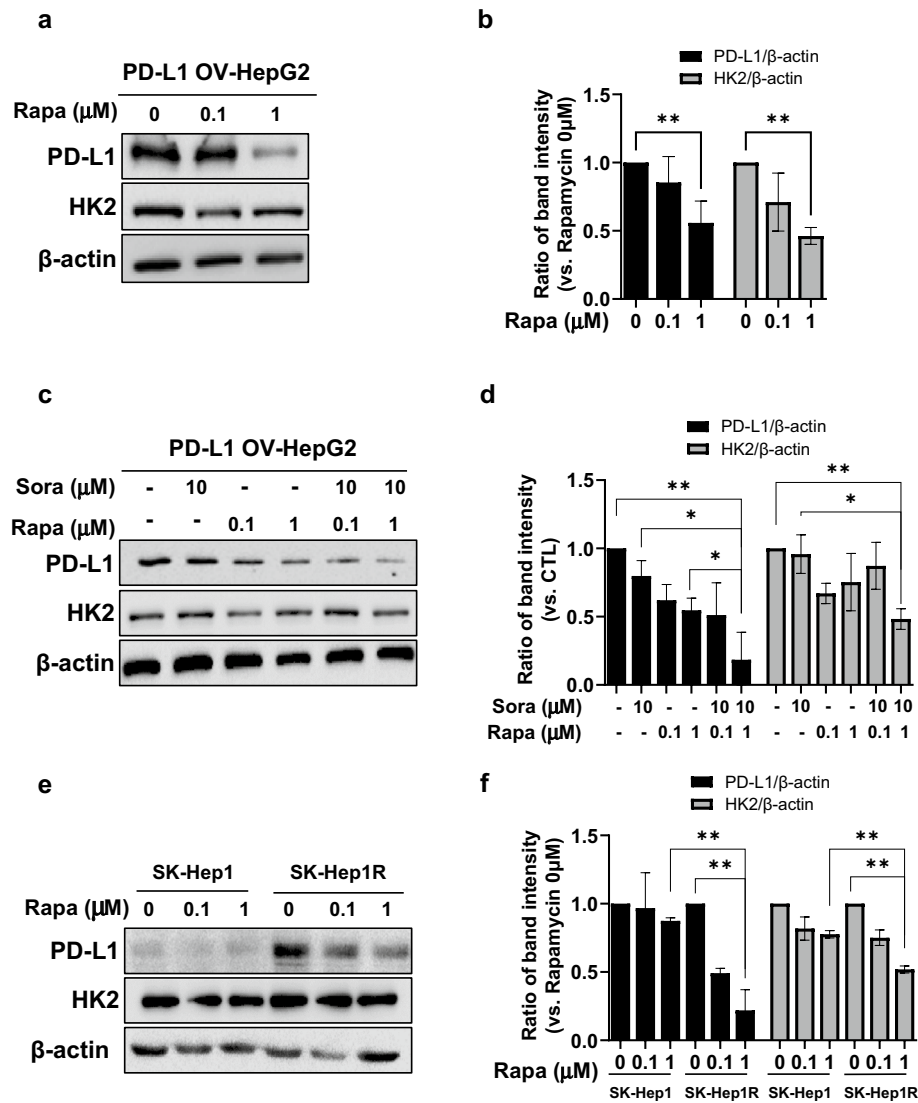 a
PD-L1 OV-HepG2
Rapa (μM) 0 0.1 1
PD-L1
HK2
β-actin
b
PD-L1/β-actin
HK2/β-actin
Ratio of band intensity
(vs. Rapamycin 0μM)
1.5
1.0
0.5
0.0
** **
Rapa (μM) 0 0.1 1 0 0.1 1
c
PD-L1 OV-HepG2
Sora (μM) - 10 - - 10 10
Rapa (μM) - - 0.1 1 0.1 1
PD-L1
HK2
β-actin
d
PD-L1/β-actin
HK2/β-actin
Ratio of band intensity
(vs. CTL)
1.5
1.0
0.5
0.0
** **
* *
*
Sora (μM) - 10 - - 10 10 - 10 - - 10 10
Rapa (μM) - - 0.1 1 0.1 1 - - 0.1 1 0.1 1
e
SK-Hep1 SK-Hep1R
Rapa (μM) 0 0.1 1 0 0.1 1
PD-L1
HK2
β-actin
f
PD-L1/β-actin
HK2/β-actin
Ratio of band intensity
(vs. Rapamycin 0μM)
1.5
1.0
0.5
0.0
** **
** **
Rapa (μM) 0 0.1 1 0 0.1 1 0 0.1 1 0 0.1 1
SK-Hep1 SK-Hep1R SK-Hep1 SK-Hep1R